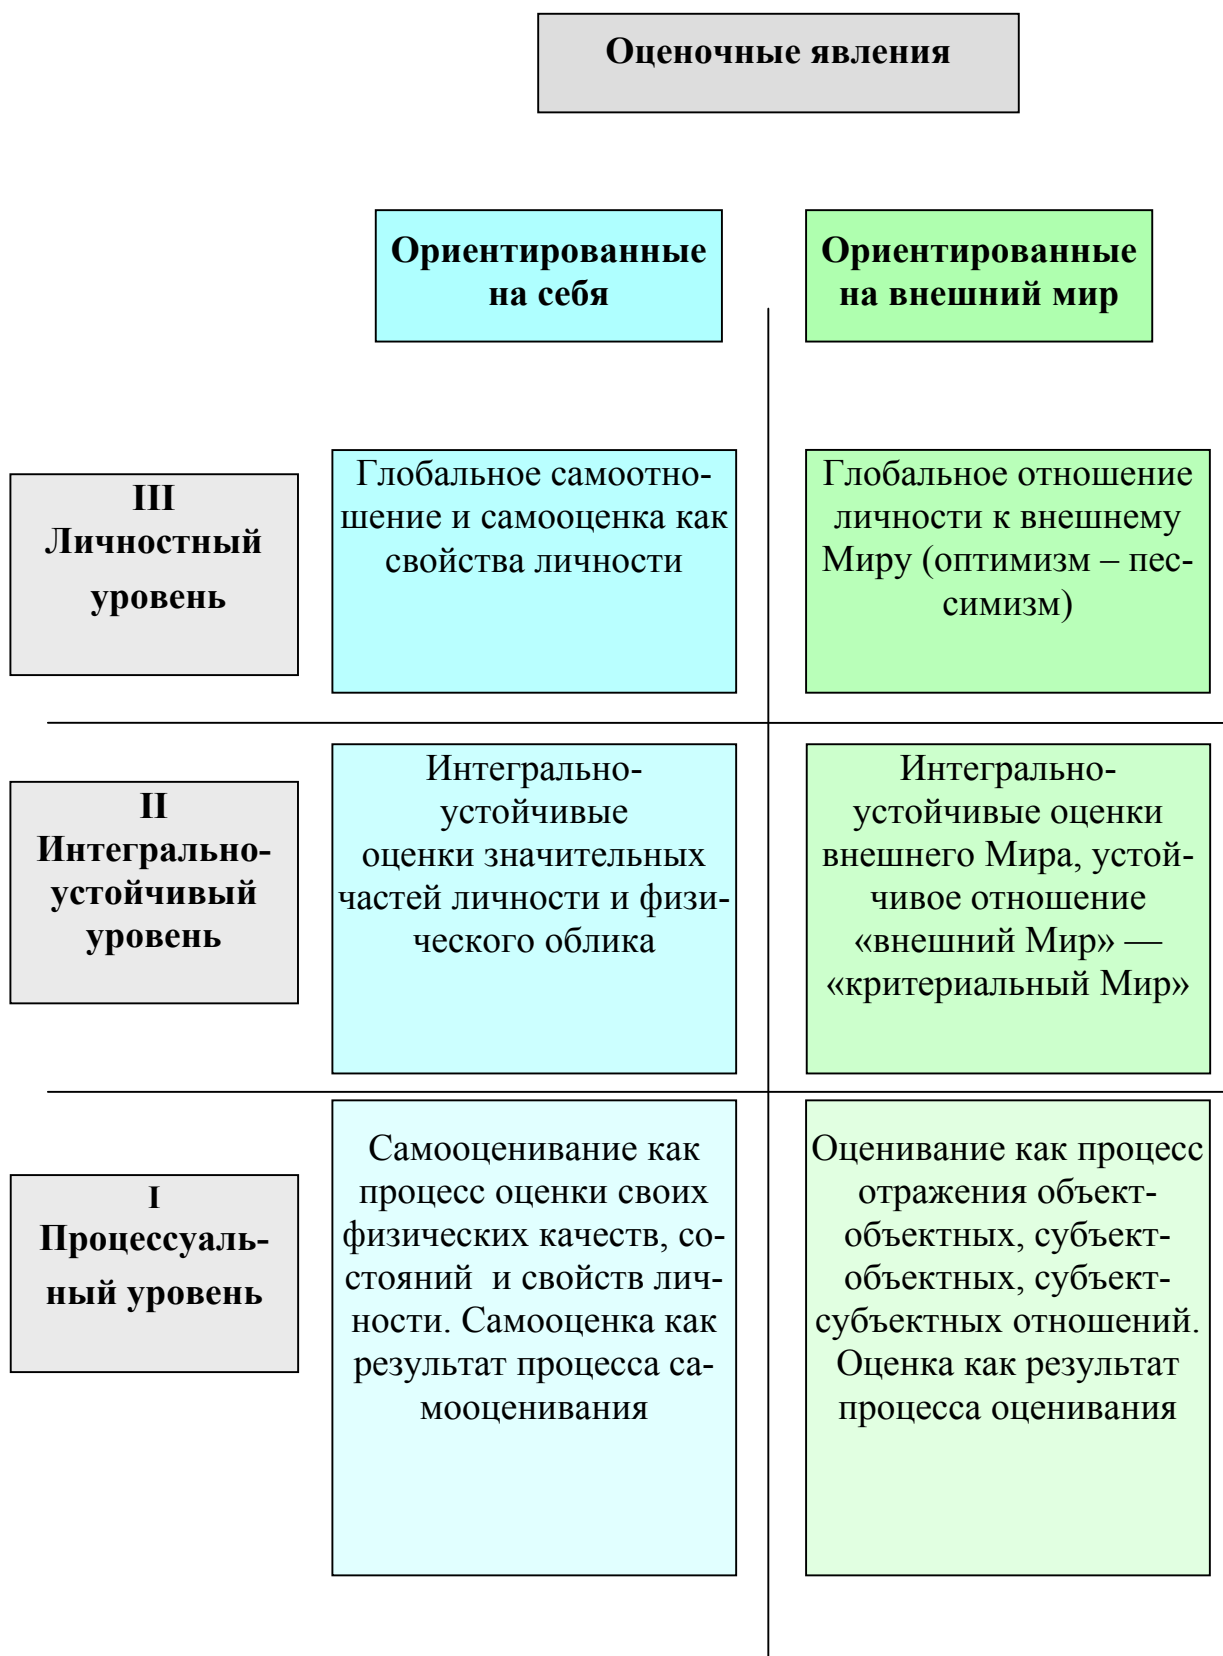 Оценочные явления
Ориентированные
на себя
Ориентированные
на внешний мир
III
Личностный
уровень
Глобальное самоотно-
шение и самооценка как
свойства личности
Глобальное отношение
личности к внешнему
Миру (оптимизм – пес-
симизм)
II
Интегрально-
устойчивый
уровень
Интегрально-
устойчивые
оценки значительных
частей личности и физи-
ческого облика
Интегрально-
устойчивые оценки
внешнего Мира, устой-
чивое отношение
«внешний Мир» —
«критериальный Мир»
I
Процессуаль-
ный уровень
Самооценивание как
процесс оценки своих
физических качеств, со-
стояний  и свойств лич-
ности. Самооценка как
результат процесса са-
мооценивания
Оценивание как процесс
отражения объект-
объектных, субъект-
объектных, субъект-
субъектных отношений.
Оценка как результат
процесса оценивания